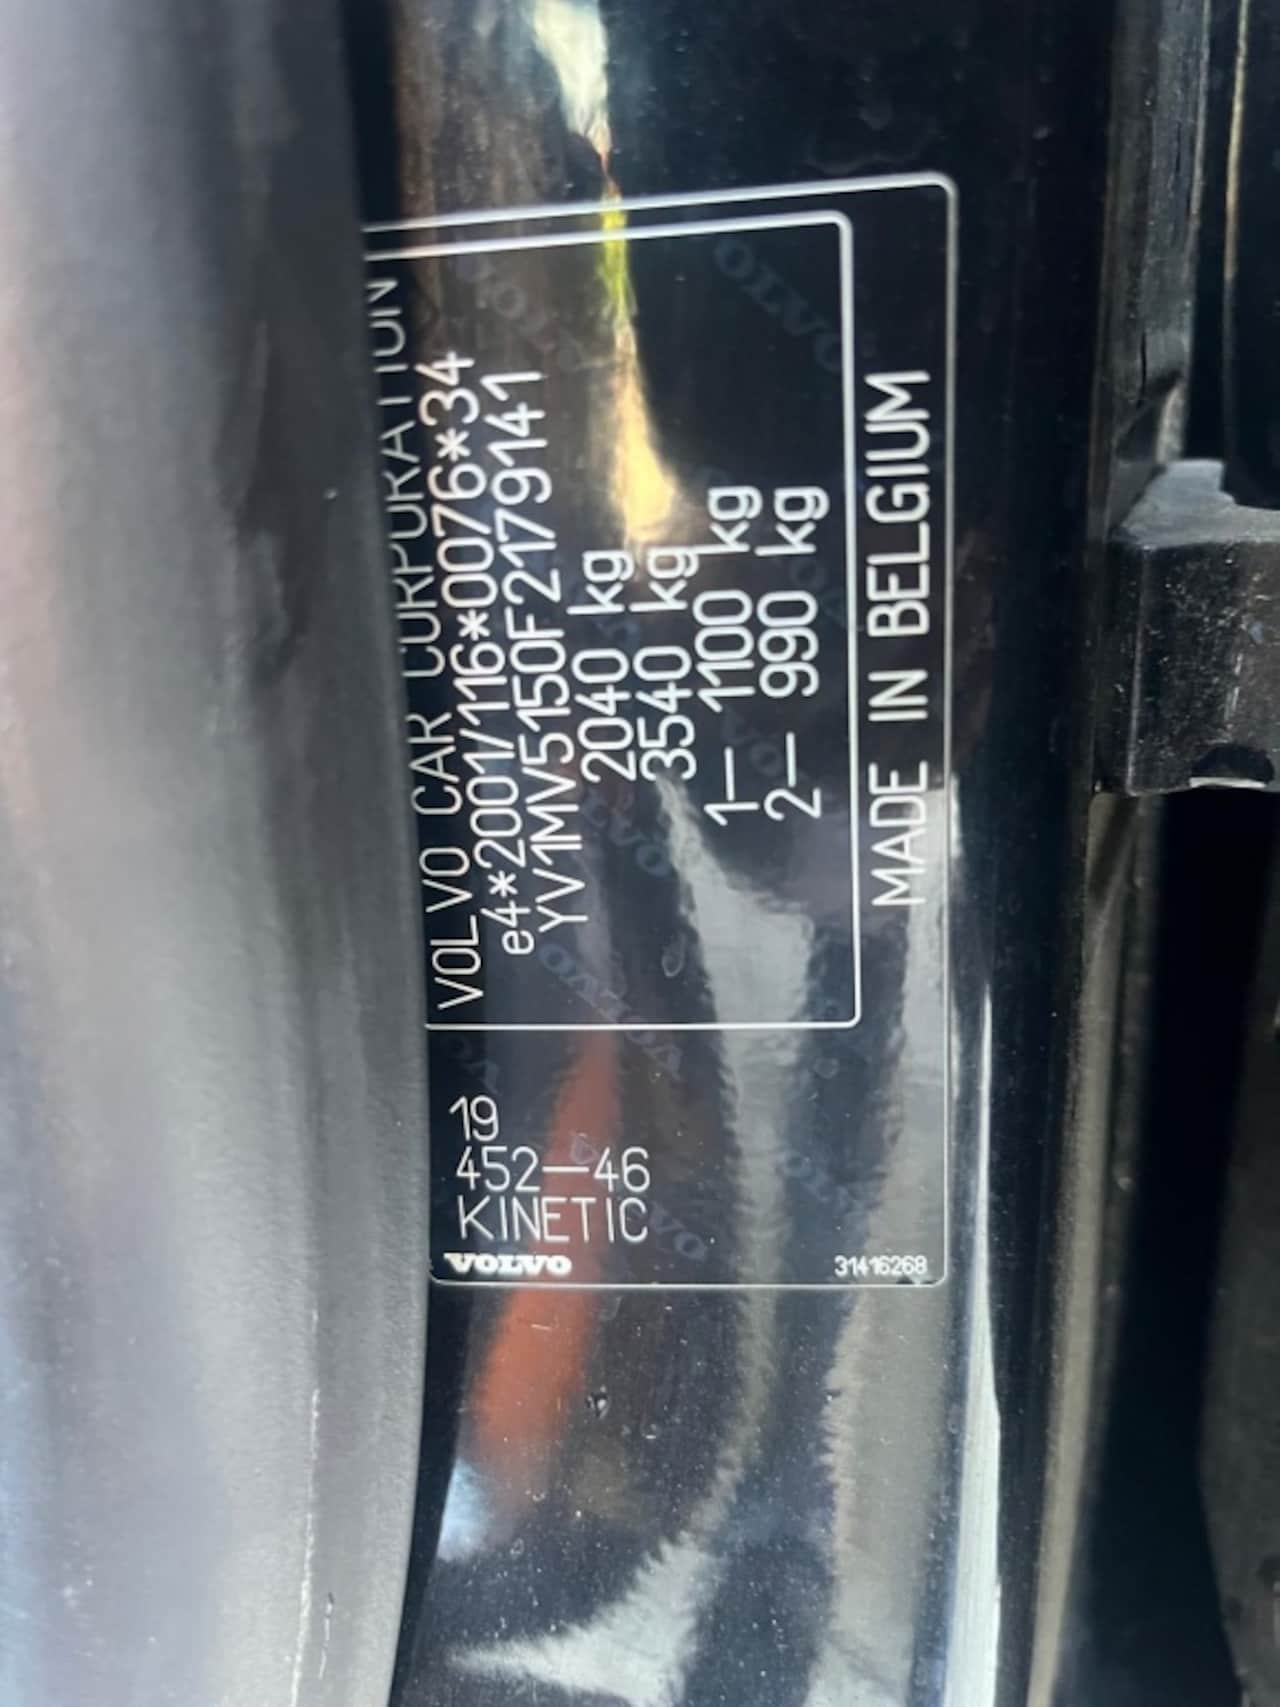 VOLVO CAR CORPORATION
e4*2001/116*0076*34
YV1MV5150F2179141
2040 kg
3540 kg
1– 1100 kg
2– 990 kg
MADE IN BELGIUM
19
452–46
KINETIC
VOLVO
31416268